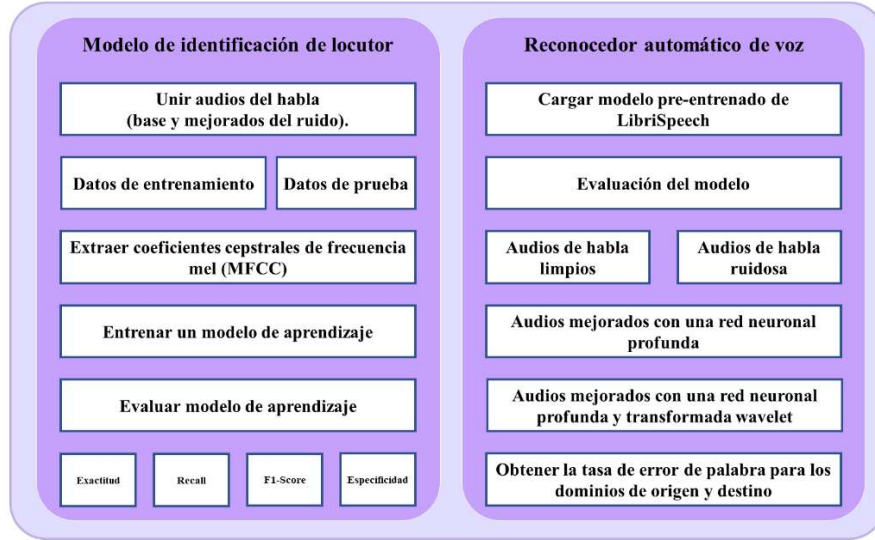 Modelo de identificación de locutor
Unir audios del habla
(base y mejorados del ruido).
Datos de entrenamiento
Datos de prueba
Extraer coeficientes cepstrales de frecuencia
mel (MFCC)
Entrenar un modelo de aprendizaje
Evaluar modelo de aprendizaje
Exactitud
Recall
F1-Score
Especificidad
Reconocedor automático de voz
Cargar modelo pre-entrenado de
LibriSpeech
Evaluación del modelo
Audios de habla
limpios
Audios de habla
ruidosa
Audios mejorados con una red neuronal
profunda
Audios mejorados con una red neuronal
profunda y transformada wavelet
Obtener la tasa de error de palabra para los
dominios de origen y destino